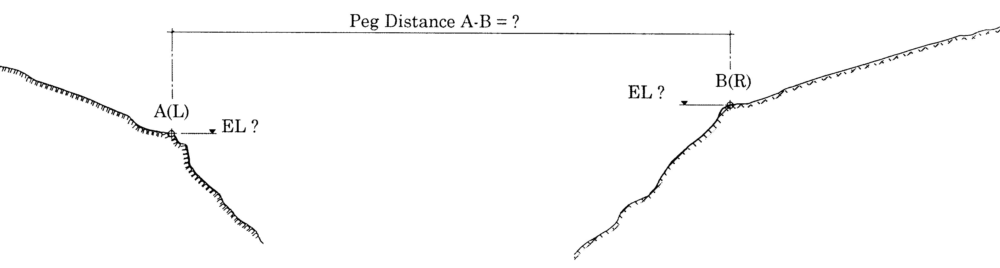 Peg Distance A-B = ?
B(R)
EL ?
A(L)
EL ?